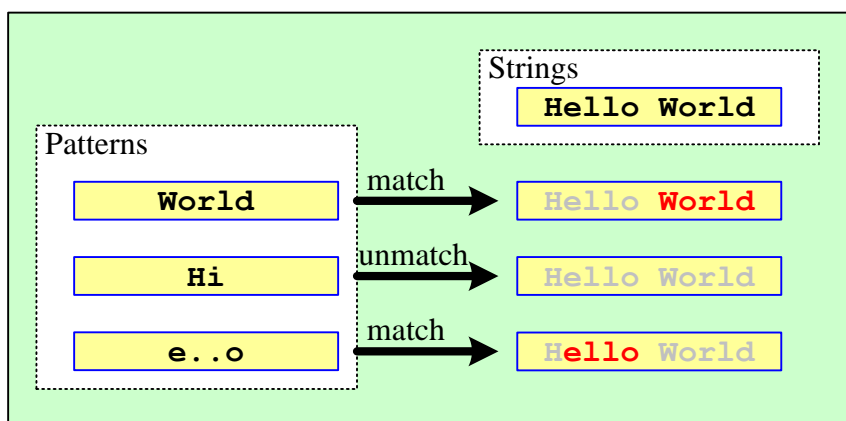 Strings
Hello World
Patterns
World
match
Hello World
Hi
unmatch
Hello World
e..o
match
Hello World